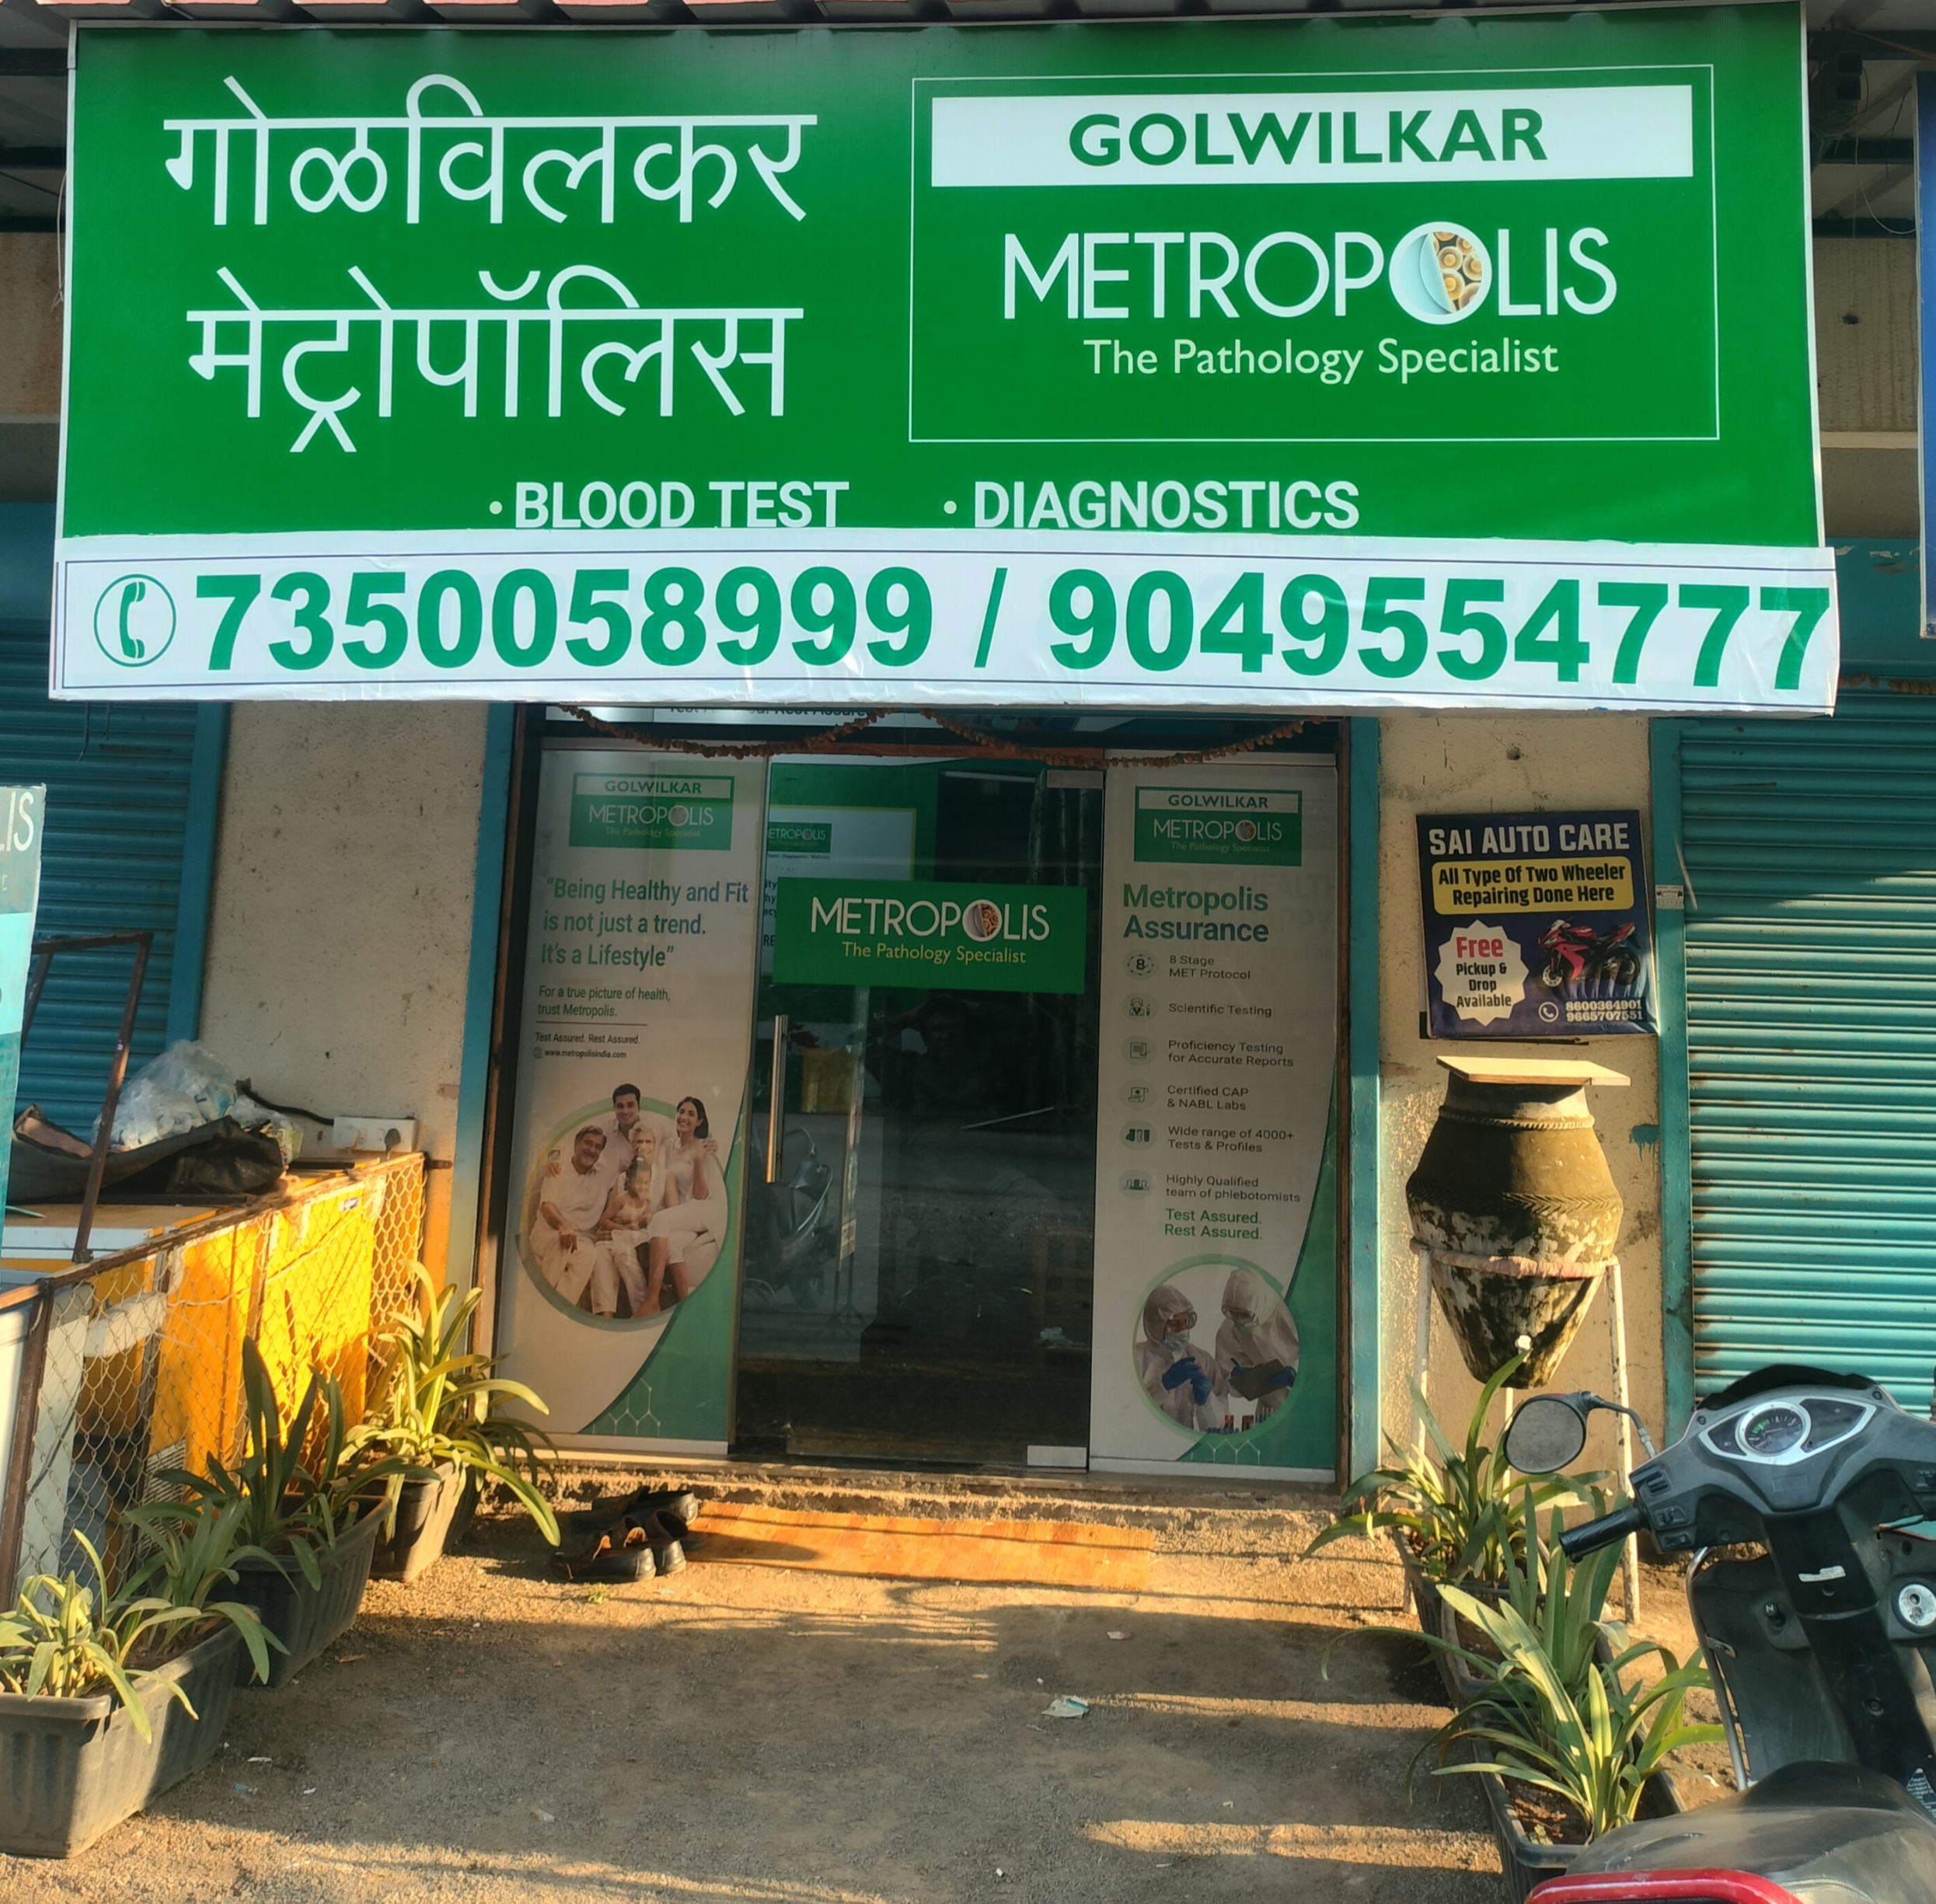 गोळविलकर
मेट्रोपॉलिस
GOLWILKAR
METROPOLIS
The Pathology Specialist
• BLOOD TEST • DIAGNOSTICS
7350058999 / 9049554777
GOLWILKAR
METROPOLIS
The Pathology Specialist
"Being Healthy and Fit
is not just a trend.
It's a Lifestyle"
For a true picture of health,
trust Metropolis.
Test Assured. Rest Assured.
www.metropolisindia.com
METROPOLIS
The Pathology Specialist
GOLWILKAR
METROPOLIS
The Pathology Specialist
Metropolis
Assurance
8
8 Stage
MET Protocol
Scientific Testing
Proficiency Testing
for Accurate Reports
Certified CAP
& NABL Labs
Wide range of 4000+
Tests & Profiles
Highly Qualified
team of phlebotomists
Test Assured.
Rest Assured.
SAI AUTO CARE
All Type Of Two Wheeler
Repairing Done Here
Free
Pickup &
Drop
Available
8600364901
9665707551
LIS